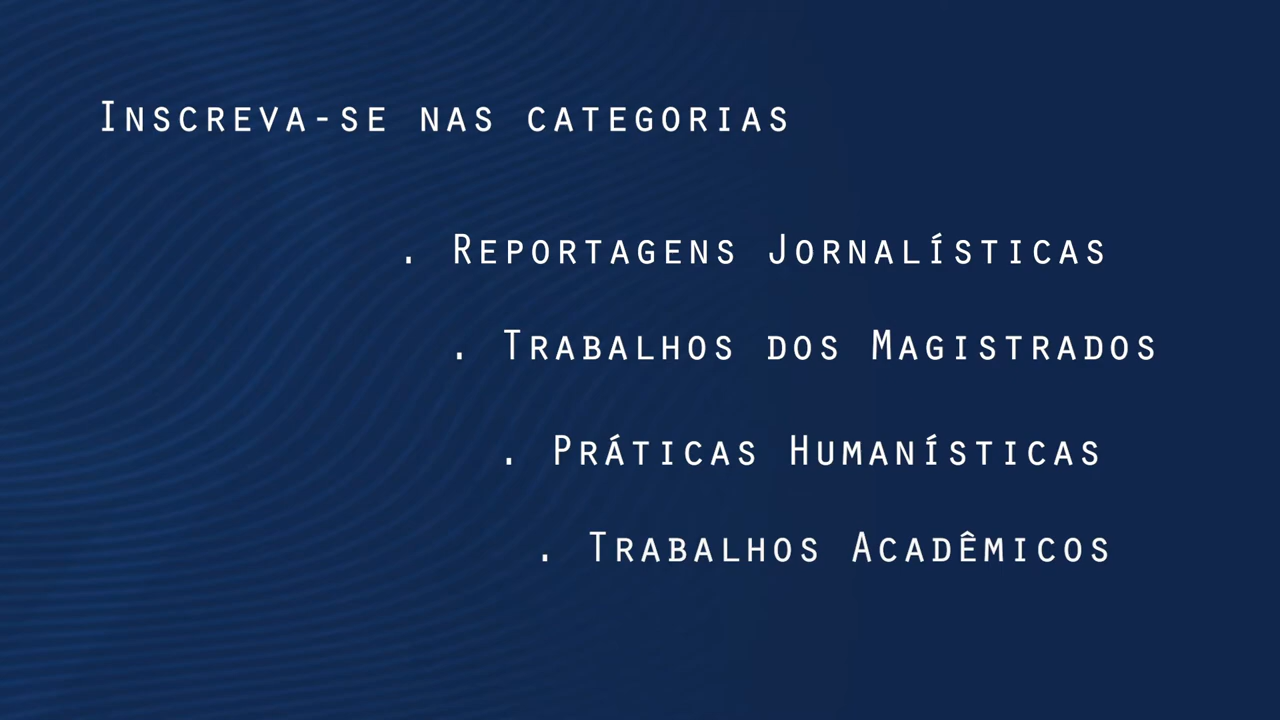 Inscreva-se nas categorias
. Reportagens Jornalísticas
. Trabalhos dos Magistrados
. Práticas Humanísticas
. Trabalhos Acadêmicos